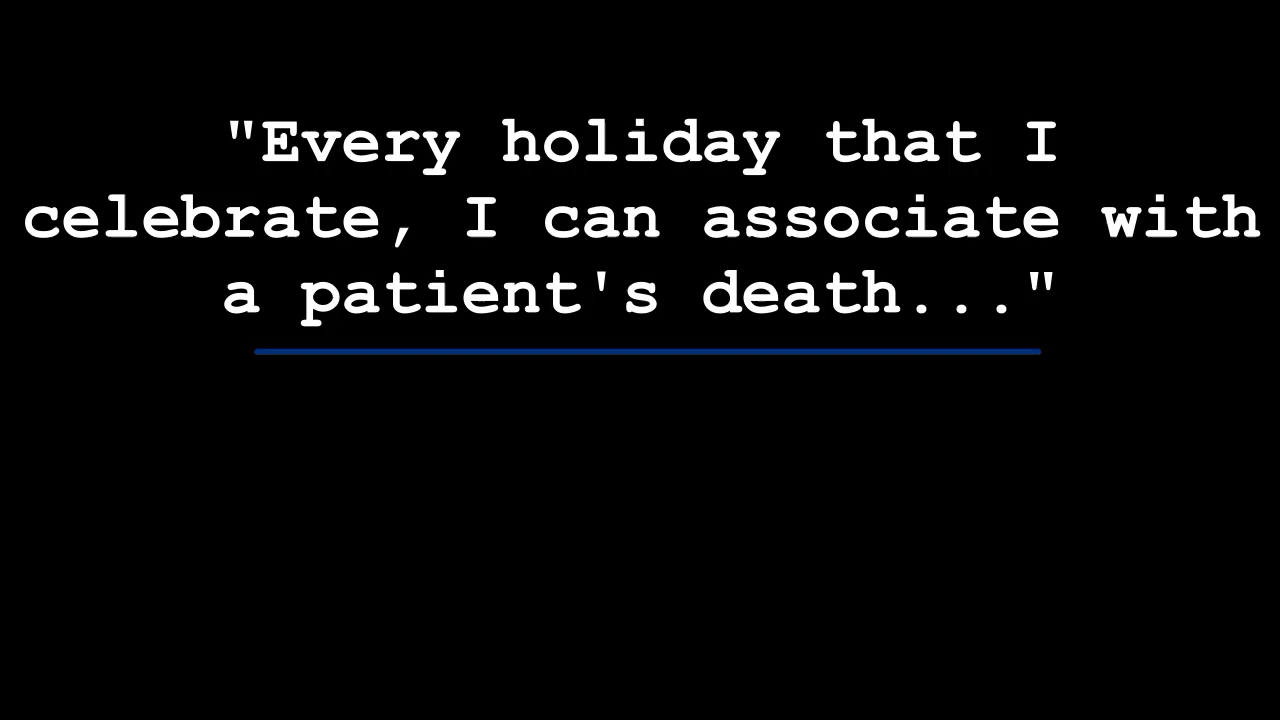 "Every holiday that I
celebrate, I can associate with
a patient's death..."